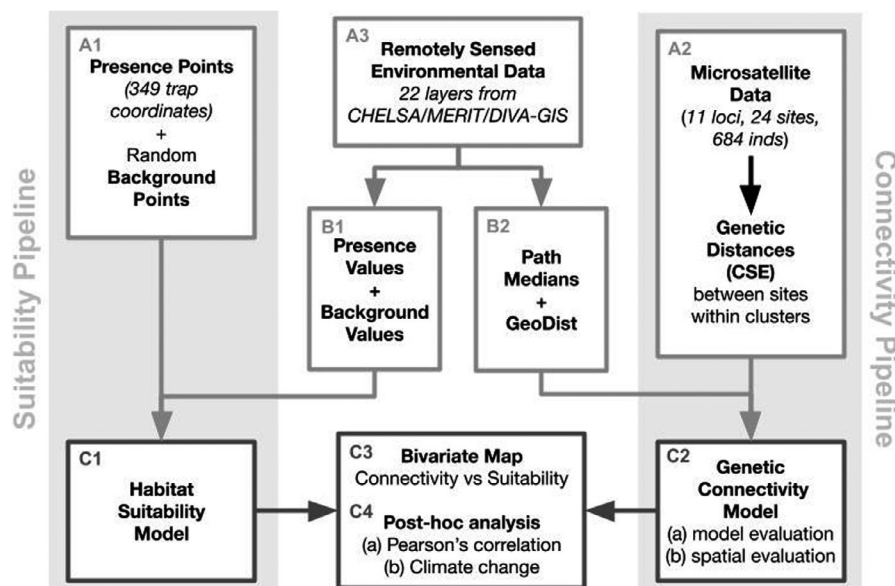 Suitability Pipeline
A1
Presence Points
(349 trap
coordinates)
+
Random
Background
Points
A3
Remotely Sensed
Environmental Data
22 layers from
CHELSA/MERIT/DIVA-GIS
A2
Microsatellite
Data
(11 loci, 24 sites,
684 inds)
Genetic
Distances
(CSE)
between sites
within clusters
Connectivity Pipeline
B1
Presence
Values
+
Background
Values
B2
Path
Medians
+
GeoDist
C1
Habitat
Suitability
Model
C3
Bivariate Map
Connectivity vs Suitability
C4
Post-hoc analysis
(a) Pearson's correlation
(b) Climate change
C2
Genetic
Connectivity
Model
(a) model evaluation
(b) spatial evaluation